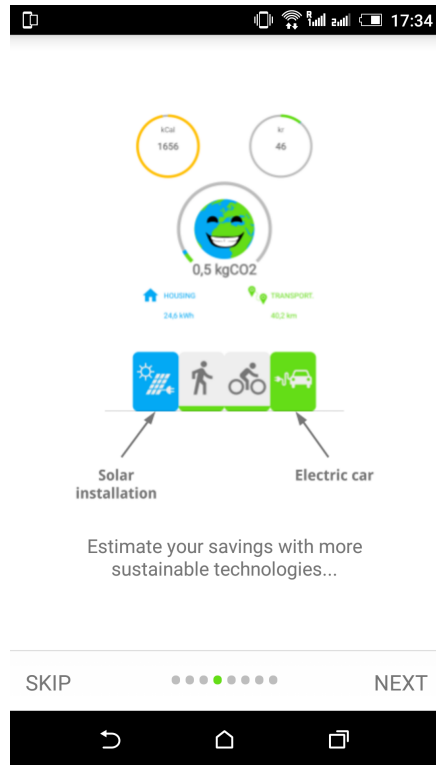 17:34
kCal
1656
kr
46
0,5 kgCO2
HOUSING
24,6 kWh
TRANSPORT
40,2 km
Solar
installation
Electric car
Estimate your savings with more
sustainable technologies...
SKIP
NEXT